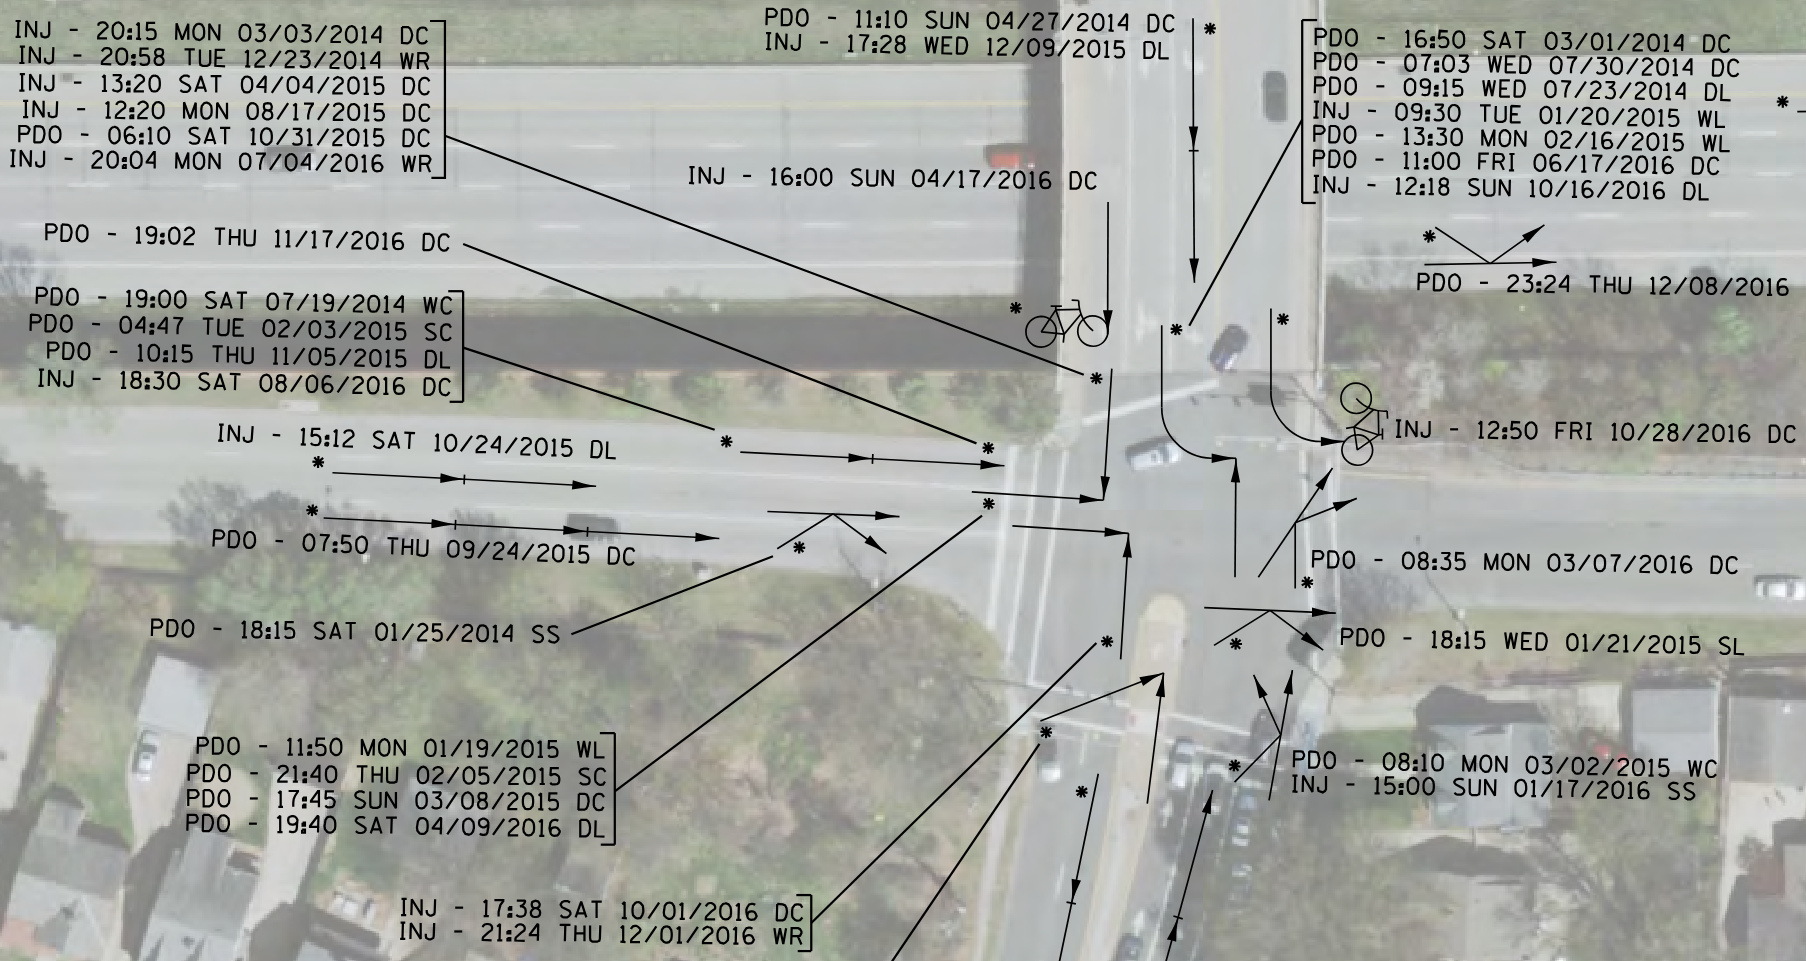 INJ - 20:15 MON 03/03/2014 DC
INJ - 20:58 TUE 12/23/2014 WR
INJ - 13:20 SAT 04/04/2015 DC
INJ - 12:20 MON 08/17/2015 DC
PDO - 06:10 SAT 10/31/2015 DC
INJ - 20:04 MON 07/04/2016 WR
PDO - 11:10 SUN 04/27/2014 DC
INJ - 17:28 WED 12/09/2015 DL
PDO - 16:50 SAT 03/01/2014 DC
PDO - 07:03 WED 07/30/2014 DC
PDO - 09:15 WED 07/23/2014 DL
INJ - 09:30 TUE 01/20/2015 WL
PDO - 13:30 MON 02/16/2015 WL
PDO - 11:00 FRI 06/17/2016 DC
INJ - 12:18 SUN 10/16/2016 DL
INJ - 16:00 SUN 04/17/2016 DC
PDO - 19:02 THU 11/17/2016 DC
PDO - 23:24 THU 12/08/2016
PDO - 19:00 SAT 07/19/2014 WC
PDO - 04:47 TUE 02/03/2015 SC
PDO - 10:15 THU 11/05/2015 DL
INJ - 18:30 SAT 08/06/2016 DC
INJ - 15:12 SAT 10/24/2015 DL
INJ - 12:50 FRI 10/28/2016 DC
PDO - 07:50 THU 09/24/2015 DC
PDO - 08:35 MON 03/07/2016 DC
PDO - 18:15 SAT 01/25/2014 SS
PDO - 18:15 WED 01/21/2015 SL
PDO - 11:50 MON 01/19/2015 WL
PDO - 21:40 THU 02/05/2015 SC
PDO - 17:45 SUN 03/08/2015 DC
PDO - 19:40 SAT 04/09/2016 DL
PDO - 08:10 MON 03/02/2015 WC
INJ - 15:00 SUN 01/17/2016 SS
INJ - 17:38 SAT 10/01/2016 DC
INJ - 21:24 THU 12/01/2016 WR